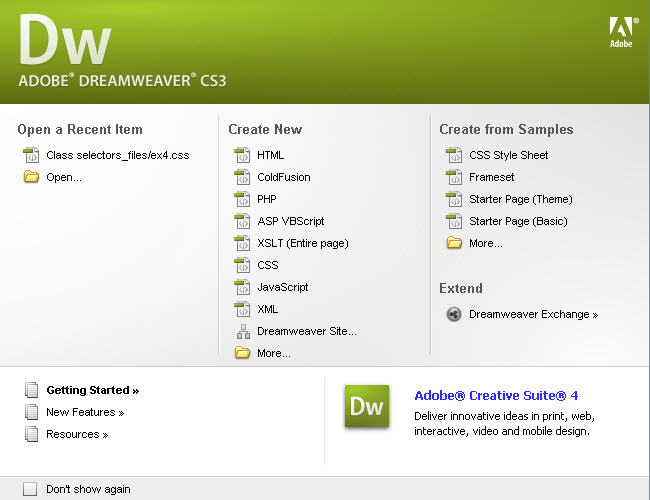 Dw
ADOBE® DREAMWEAVER® CS3
Adobe®
Open a Recent Item
Class selectors_files/ex4.css
Open...
Create New
HTML
ColdFusion
PHP
ASP VBScript
XSLT (Entire page)
CSS
JavaScript
XML
Dreamweaver Site...
More...
Create from Samples
CSS Style Sheet
Frameset
Starter Page (Theme)
Starter Page (Basic)
More...
Extend
Dreamweaver Exchange »
Getting Started »
New Features »
Resources »
Dw
Adobe® Creative Suite® 4
Deliver innovative ideas in print, web,
interactive, video and mobile design.
Don't show again